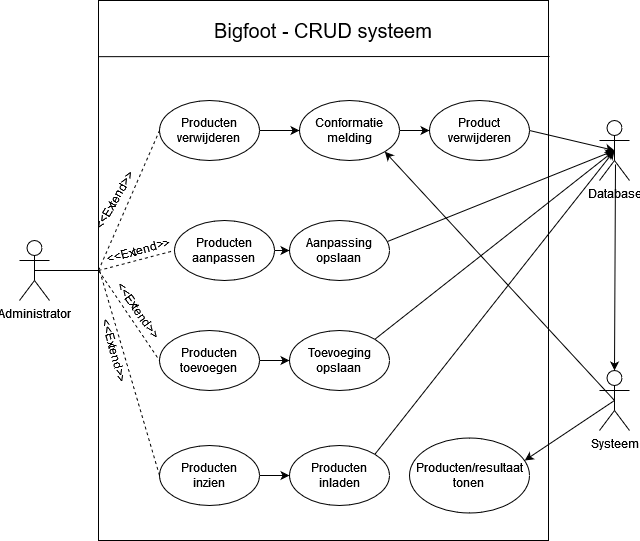 Bigfoot - CRUD systeem
Producten
verwijderen
Conformatie
melding
Product
verwijderen
Database
<<Extend>>
<<Extend>>
Producten
aanpassen
Aanpassing
opslaan
Administrator
<<Extend>>
<<Extend>>
Producten
toevoegen
Toevoeging
opslaan
Systeem
Producten
inzien
Producten
inladen
Producten/resultaat
tonen